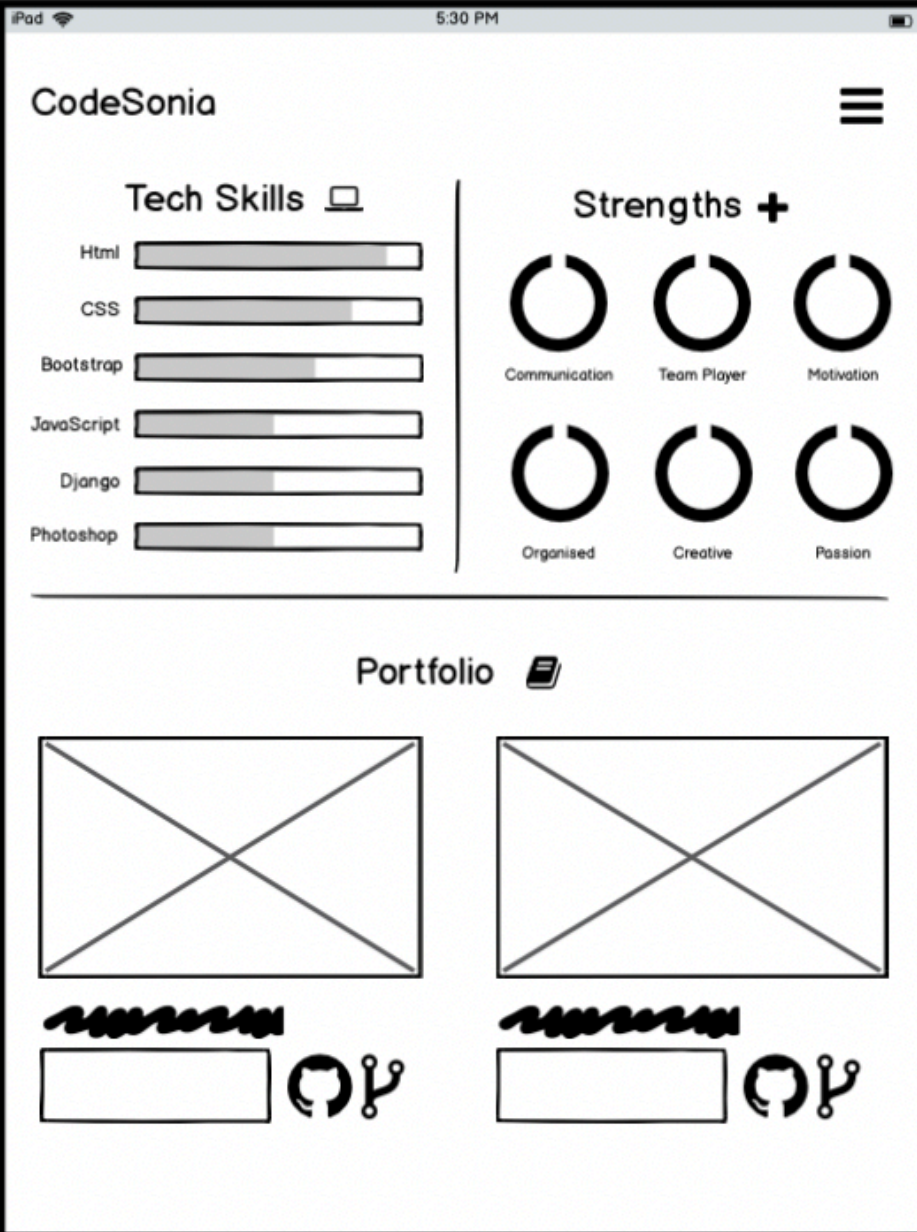 iPad 5:30 PM
CodeSonia
Tech Skills
Html
CSS
Bootstrap
JavaScript
Django
Photoshop
Strengths
Communication Team Player Motivation
Organised Creative Passion
Portfolio